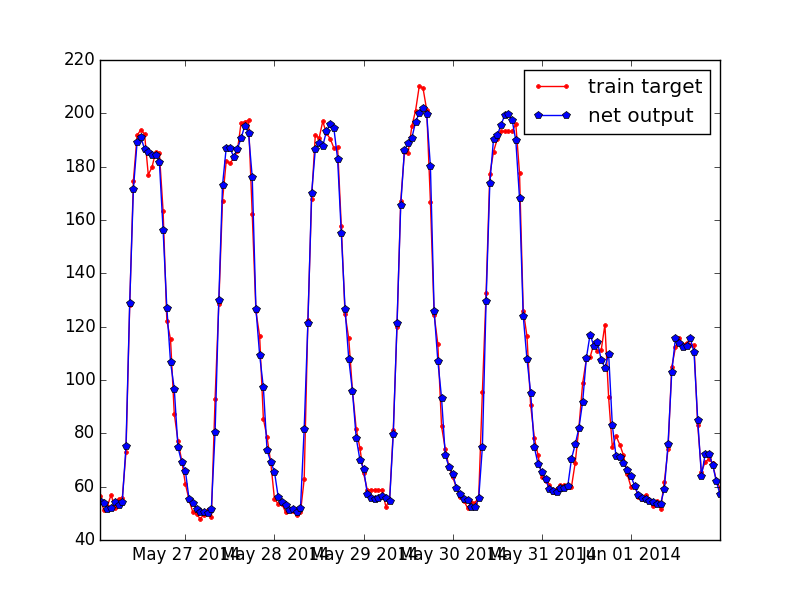 220
200
180
160
140
120
100
80
60
40
train target
net output
May 27 2014
May 28 2014
May 29 2014
May 30 2014
May 31 2014
Jun 01 2014